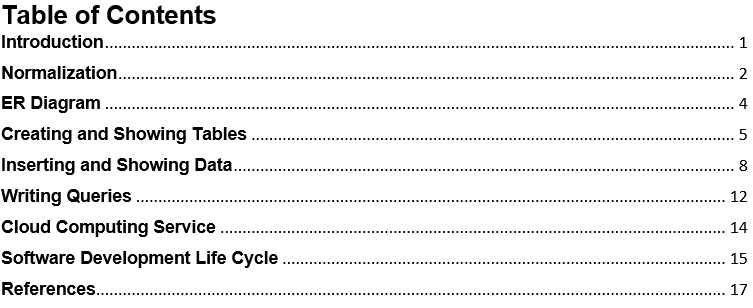 Table of Contents
Introduction.......... 1
Normalization.......... 2
ER Diagram .......... 4
Creating and Showing Tables .......... 5
Inserting and Showing Data.......... 8
Writing Queries .......... 12
Cloud Computing Service .......... 14
Software Development Life Cycle .......... 15
References.......... 17